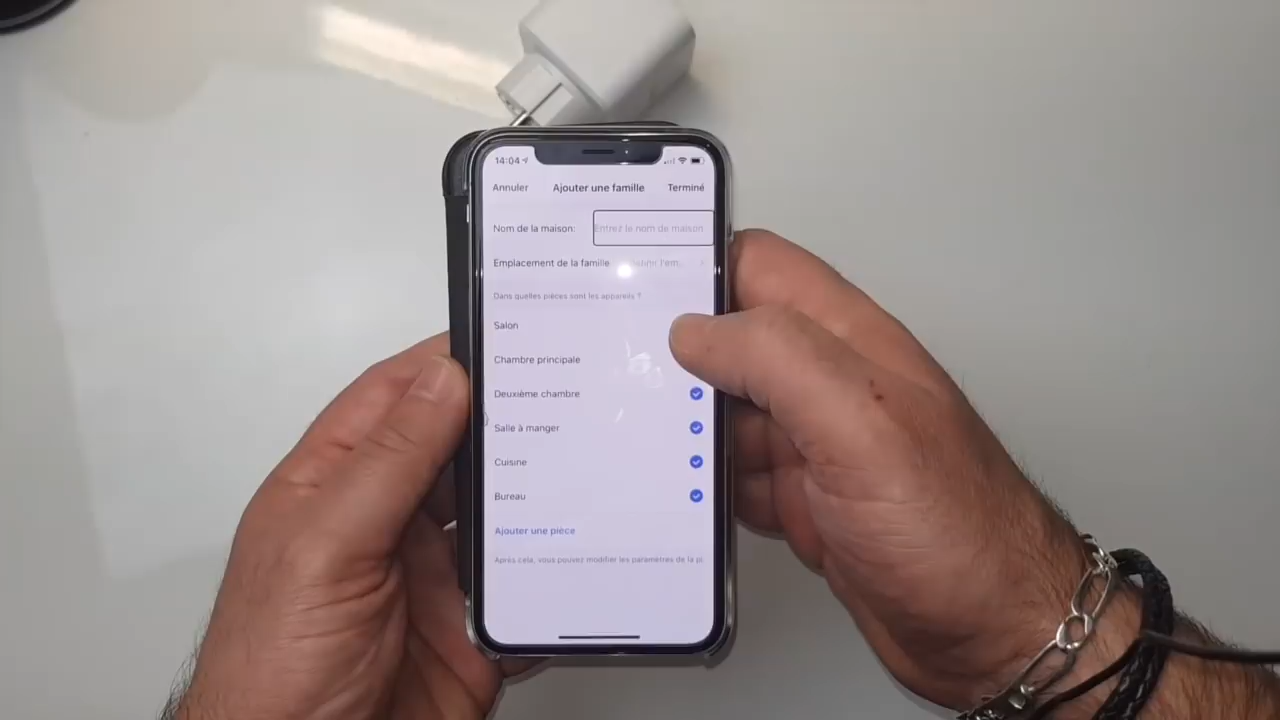 14:04
Annuler Ajouter une famille Terminé
Nom de la maison: Entrez le nom de maison
Emplacement de la famille
Dans quelles pièces sont les appareils ?
Salon
Chambre principale
Deuxième chambre
Salle à manger
Cuisine
Bureau
Ajouter une pièce
Après cela, vous pouvez modifier les paramètres de la